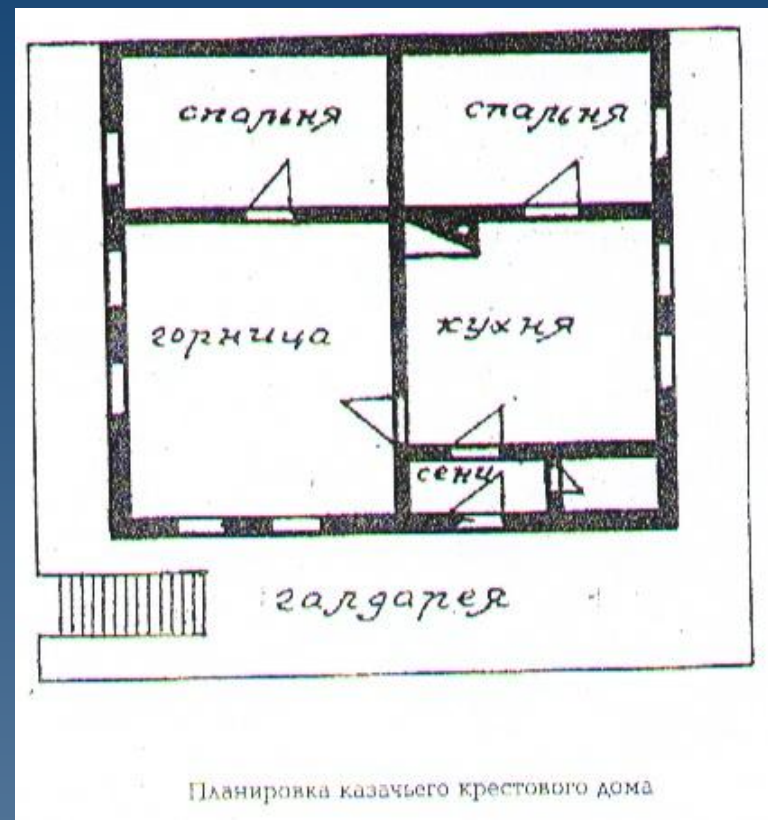 спальня
спальня
горница
кухня
сени
галдарея
Планировка казачьего крестового дома